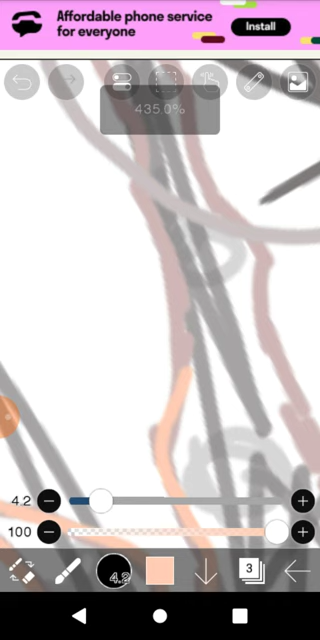 Affordable phone service
for everyone
Install
435.0%
4.2
100
4.2
3